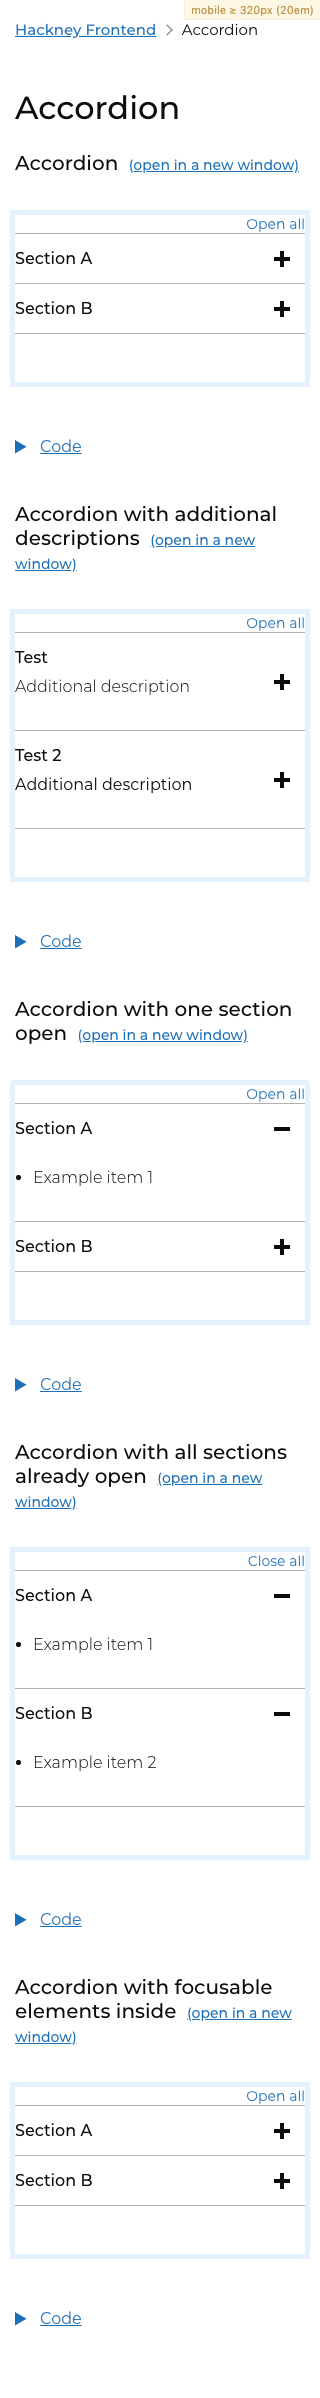 mobile ≥ 320px (20em)
Hackney Frontend > Accordion
Accordion
Accordion (open in a new window)
Open all
Section A
Section B
Code
Accordion with additional
descriptions (open in a new
window)
Open all
Test
Additional description
Test 2
Additional description
Code
Accordion with one section
open (open in a new window)
Open all
Section A
Example item 1
Section B
Code
Accordion with all sections
already open (open in a new
window)
Close all
Section A
Example item 1
Section B
Example item 2
Code
Accordion with focusable
elements inside (open in a new
window)
Open all
Section A
Section B
Code